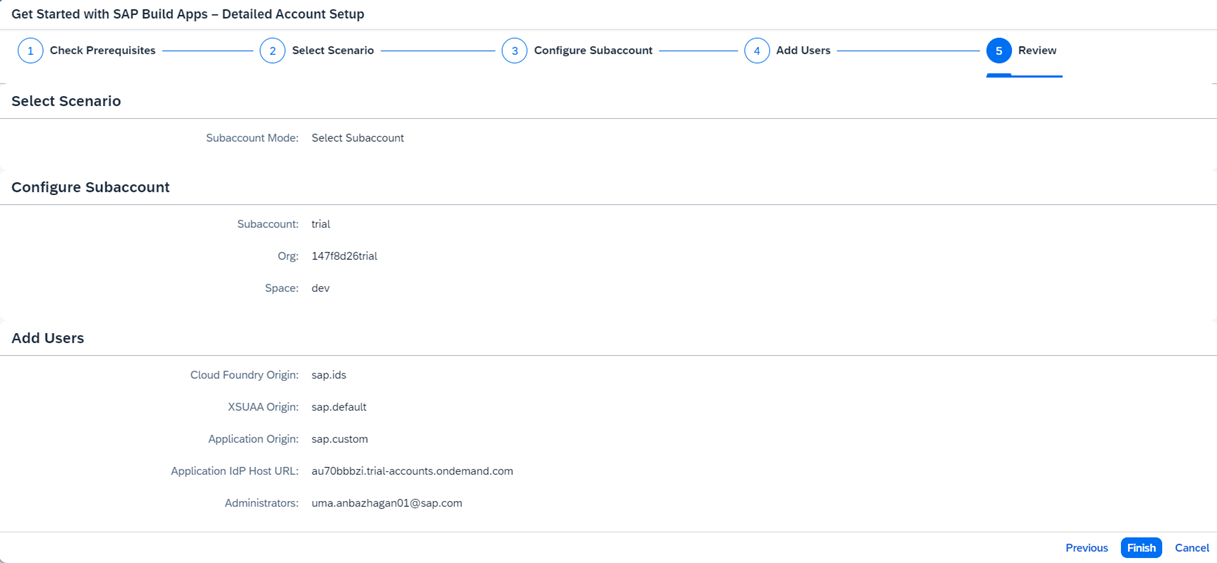 Get Started with SAP Build Apps – Detailed Account Setup
1 Check Prerequisites 2 Select Scenario 3 Configure Subaccount 4 Add Users 5 Review
Select Scenario
Subaccount Mode: Select Subaccount
Configure Subaccount
Subaccount: trial
Org: 147f8d26trial
Space: dev
Add Users
Cloud Foundry Origin: sap.ids
XSUAA Origin: sap.default
Application Origin: sap.custom
Application IdP Host URL: au70bbbzi.trial-accounts.ondemand.com
Administrators: uma.anbazhagan01@sap.com
Previous Finish Cancel